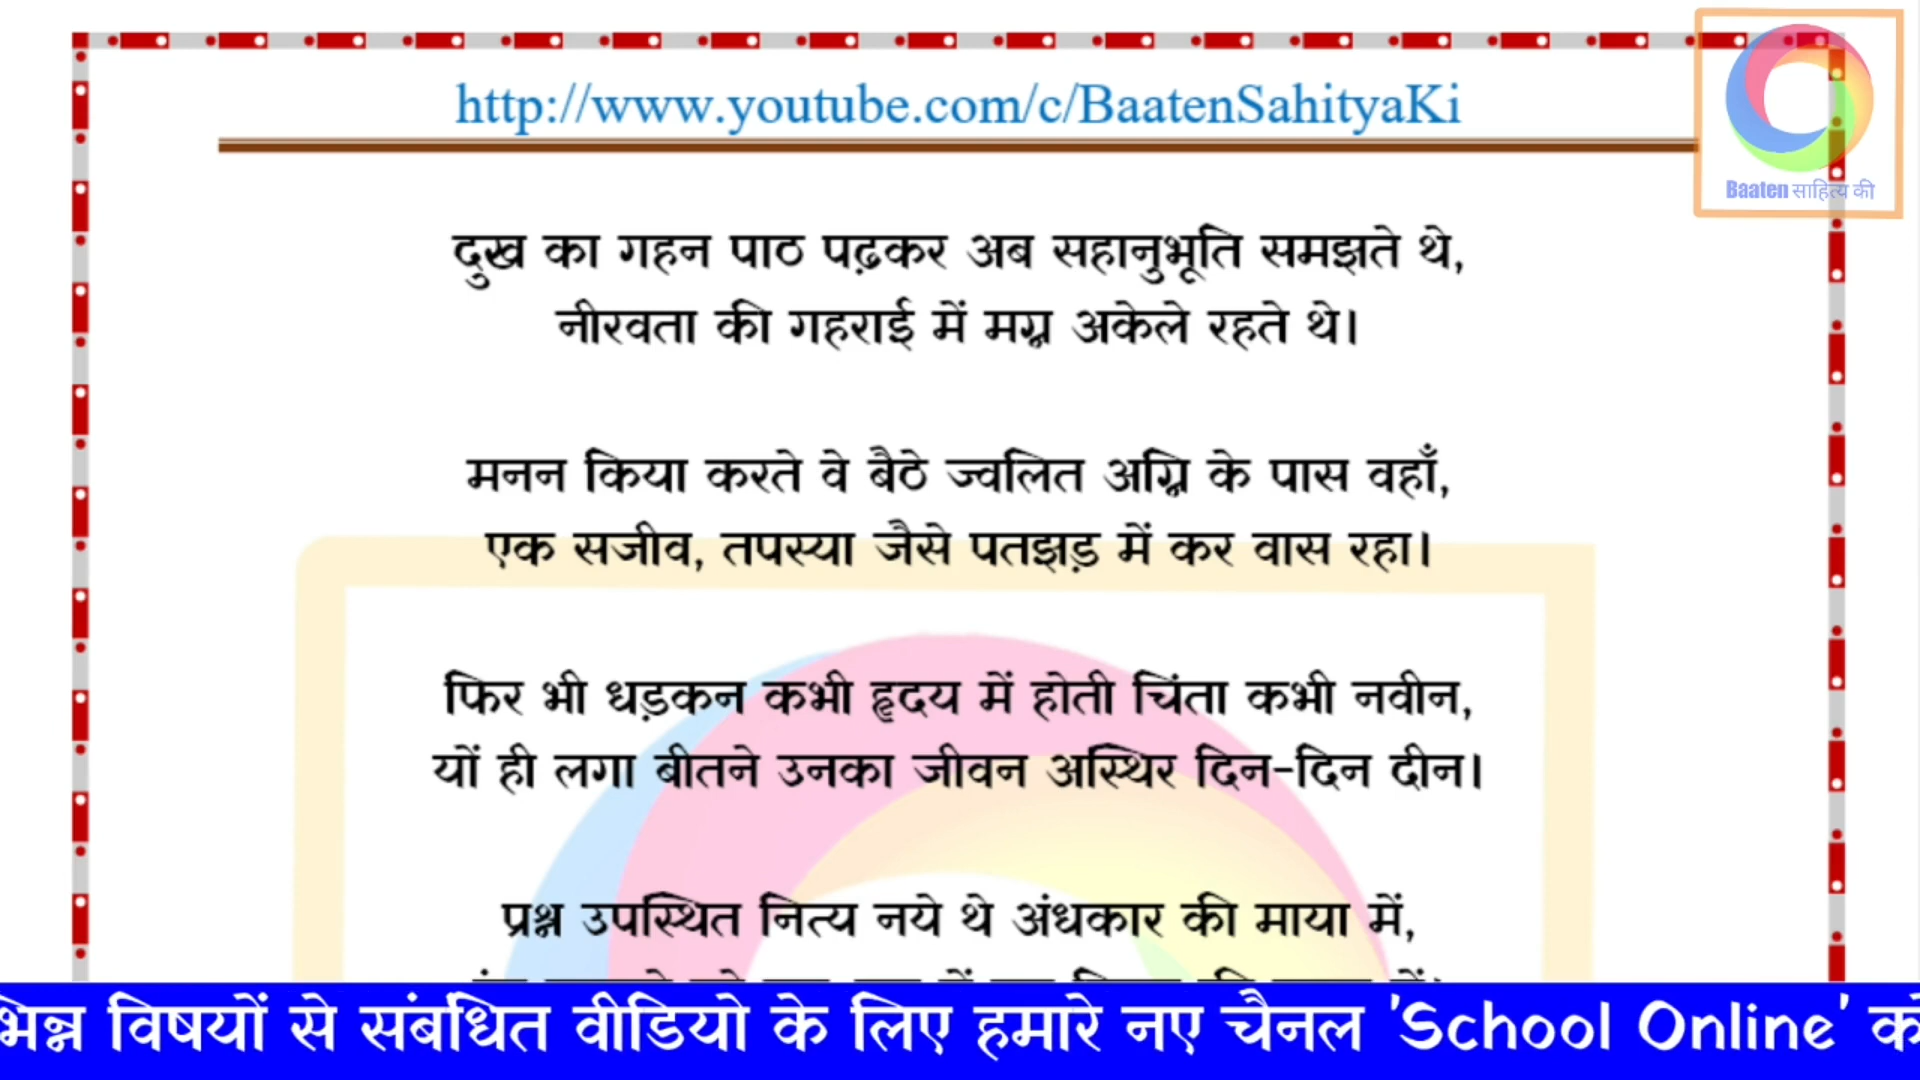 http://www.youtube.com/c/BaatenSahityaKi
Baaten साहित्य की
दुख का गहन पाठ पढ़कर अब सहानुभूति समझते थे,
नीरवता की गहराई में मग्न अकेले रहते थे।
मनन किया करते वे बैठे ज्वलित अग्नि के पास वहाँ,
एक सजीव, तपस्या जैसे पतझड़ में कर वास रहा।
फिर भी धड़कन कभी हृदय में होती चिंता कभी नवीन,
यों ही लगा बीतने उनका जीवन अस्थिर दिन-दिन दीन।
प्रश्न उपस्थित नित्य नये थे अंधकार की माया में,
भिन्न विषयों से संबंधित वीडियो के लिए हमारे नए चैनल 'School Online' को